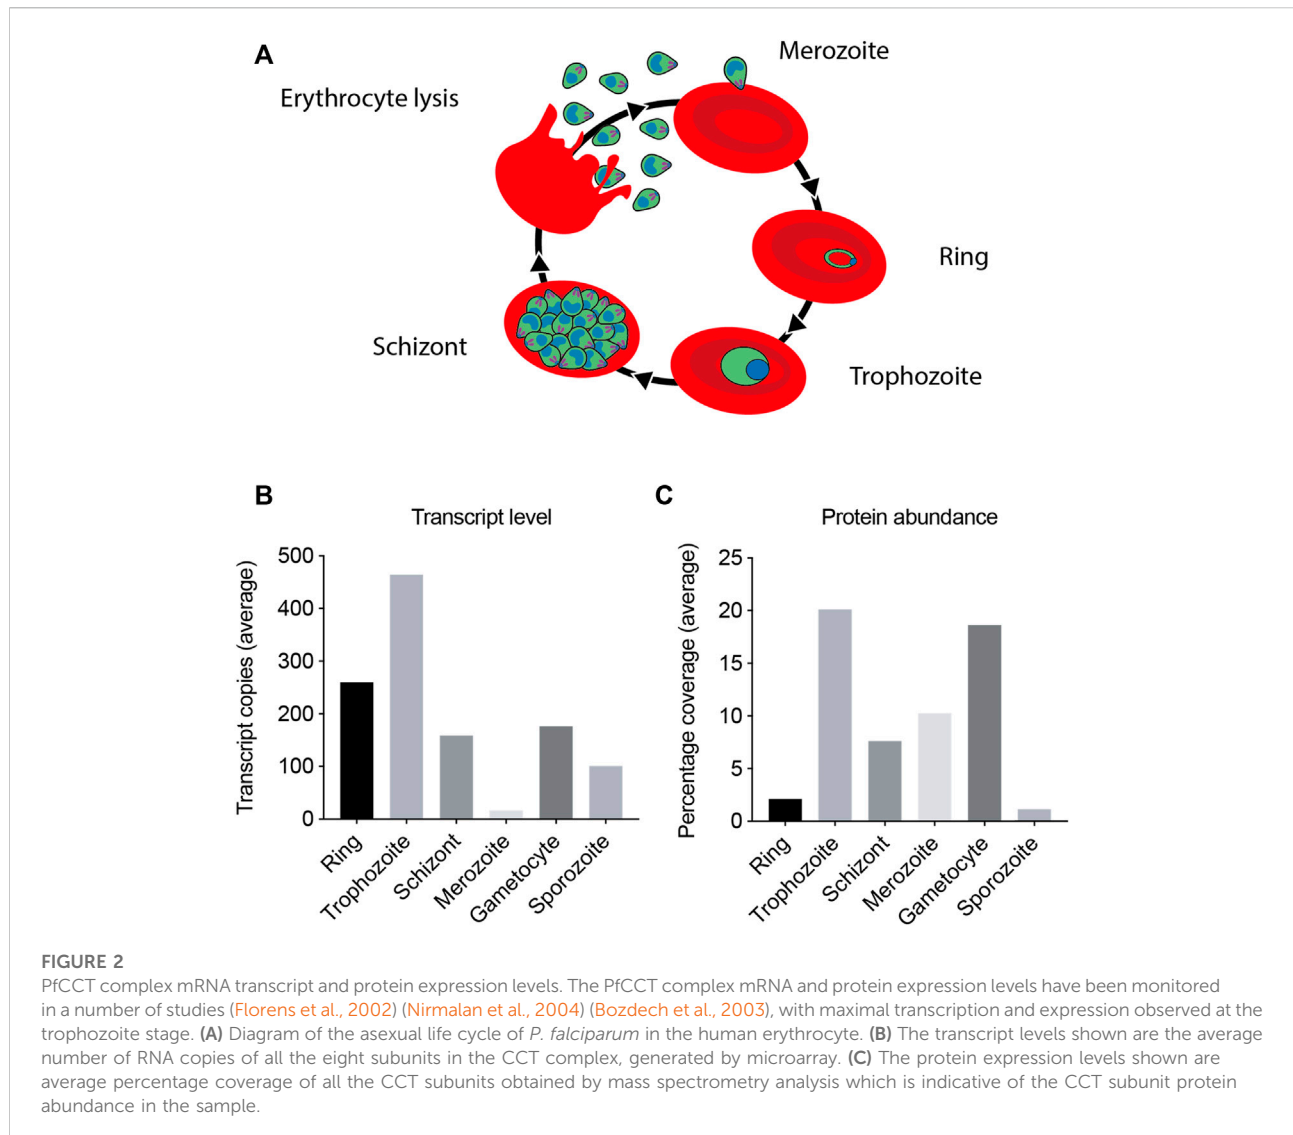 A
Merozoite
Erythrocyte lysis
Ring
Schizont
Trophozoite
B
Transcript level
Transcript copies (average)
500
400
300
200
100
0
Ring
Trophozoite
Schizont
Merozoite
Gametocyte
Sporozoite
C
Protein abundance
Percentage coverage (average)
25
20
15
10
5
0
Ring
Trophozoite
Schizont
Merozoite
Gametocyte
Sporozoite
FIGURE 2
PfCCT complex mRNA transcript and protein expression levels. The PfCCT complex mRNA and protein expression levels have been monitored
in a number of studies (Florens et al., 2002) (Nirmalan et al., 2004) (Bozdech et al., 2003), with maximal transcription and expression observed at the
trophozoite stage. (A) Diagram of the asexual life cycle of P. falciparum in the human erythrocyte. (B) The transcript levels shown are the average
number of RNA copies of all the eight subunits in the CCT complex, generated by microarray. (C) The protein expression levels shown are
average percentage coverage of all the CCT subunits obtained by mass spectrometry analysis which is indicative of the CCT subunit protein
abundance in the sample.